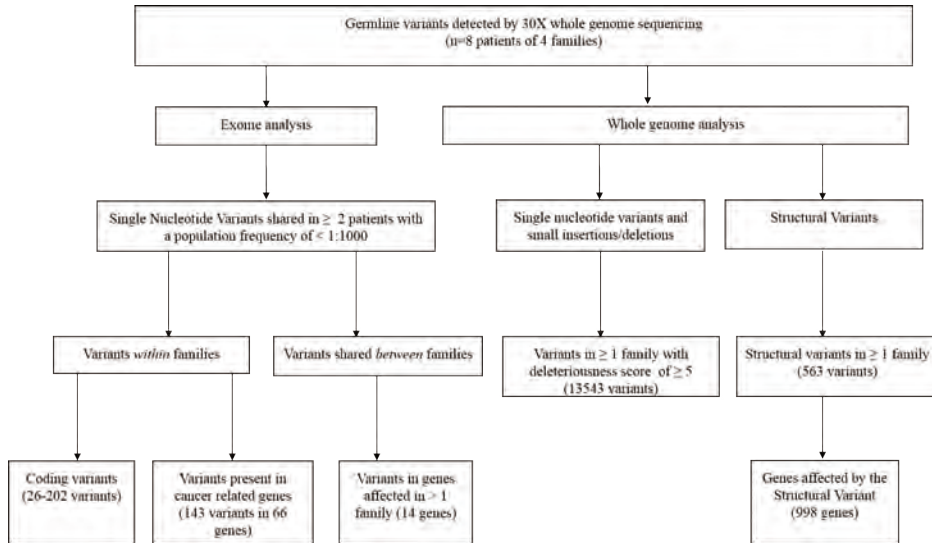 Germline variants detected by 30X whole genome sequencing
(n=8 patients of 4 families)
Exome analysis
Whole genome analysis
Single Nucleotide Variants shared in ≥ 2 patients with
a population frequency of < 1:1000
Single nucleotide variants and
small insertions/deletions
Structural Variants
Variants within families
Variants shared between families
Variants in ≥ 1 family with
deleteriousness score of ≥ 5
(13543 variants)
Structural variants in ≥ 1 family
(563 variants)
Coding variants
(26-202 variants)
Variants present in
cancer related genes
(143 variants in 66
genes)
Variants in genes
affected in > 1
family (14 genes)
Genes affected by the
Structural Variant
(998 genes)